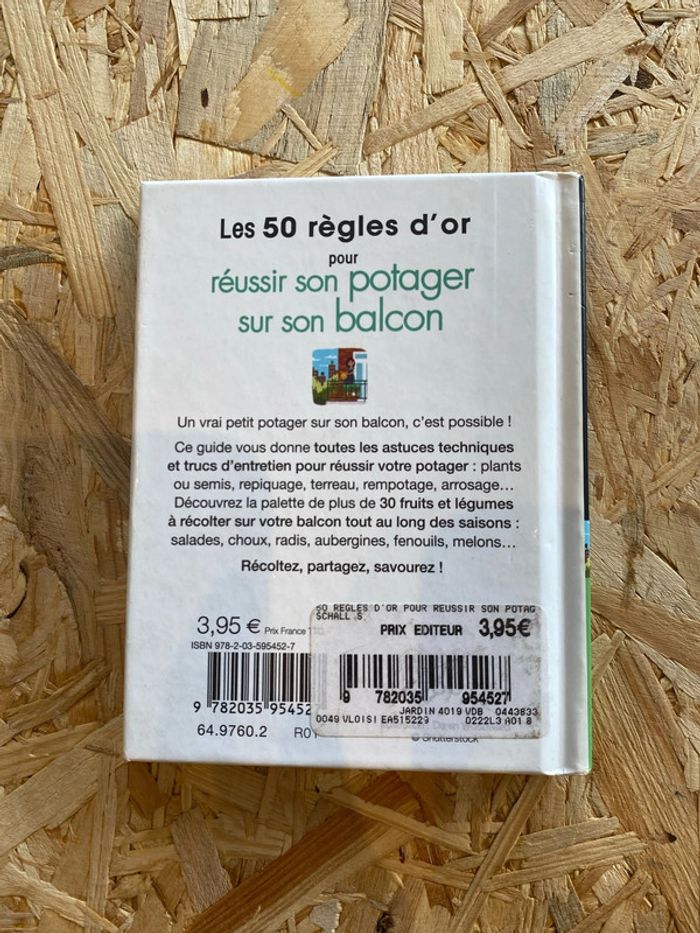 Les 50 règles d'or
pour
réussir son potager
sur son balcon
Un vrai petit potager sur son balcon, c'est possible !
Ce guide vous donne toutes les astuces techniques
et trucs d'entretien pour réussir votre potager : plants
ou semis, repiquage, terreau, rempotage, arrosage...
Découvrez la palette de plus de 30 fruits et légumes
à récolter sur votre balcon tout au long des saisons :
salades, choux, radis, aubergines, fenouils, melons...
Récoltez, partagez, savourez !
3,95 € Prix France
ISBN 978-2-03-595452-7
9 782035 95452
64.9760.2
50 REGLES D'OR POUR REUSSIR SON POTAG
SCHALL S.
PRIX EDITEUR 3,95€
9 782035 954527
JARDIN 4019 VDB 0443833
0049 VLOISI EA515229 0222L3 A01 8
© Shutterstock